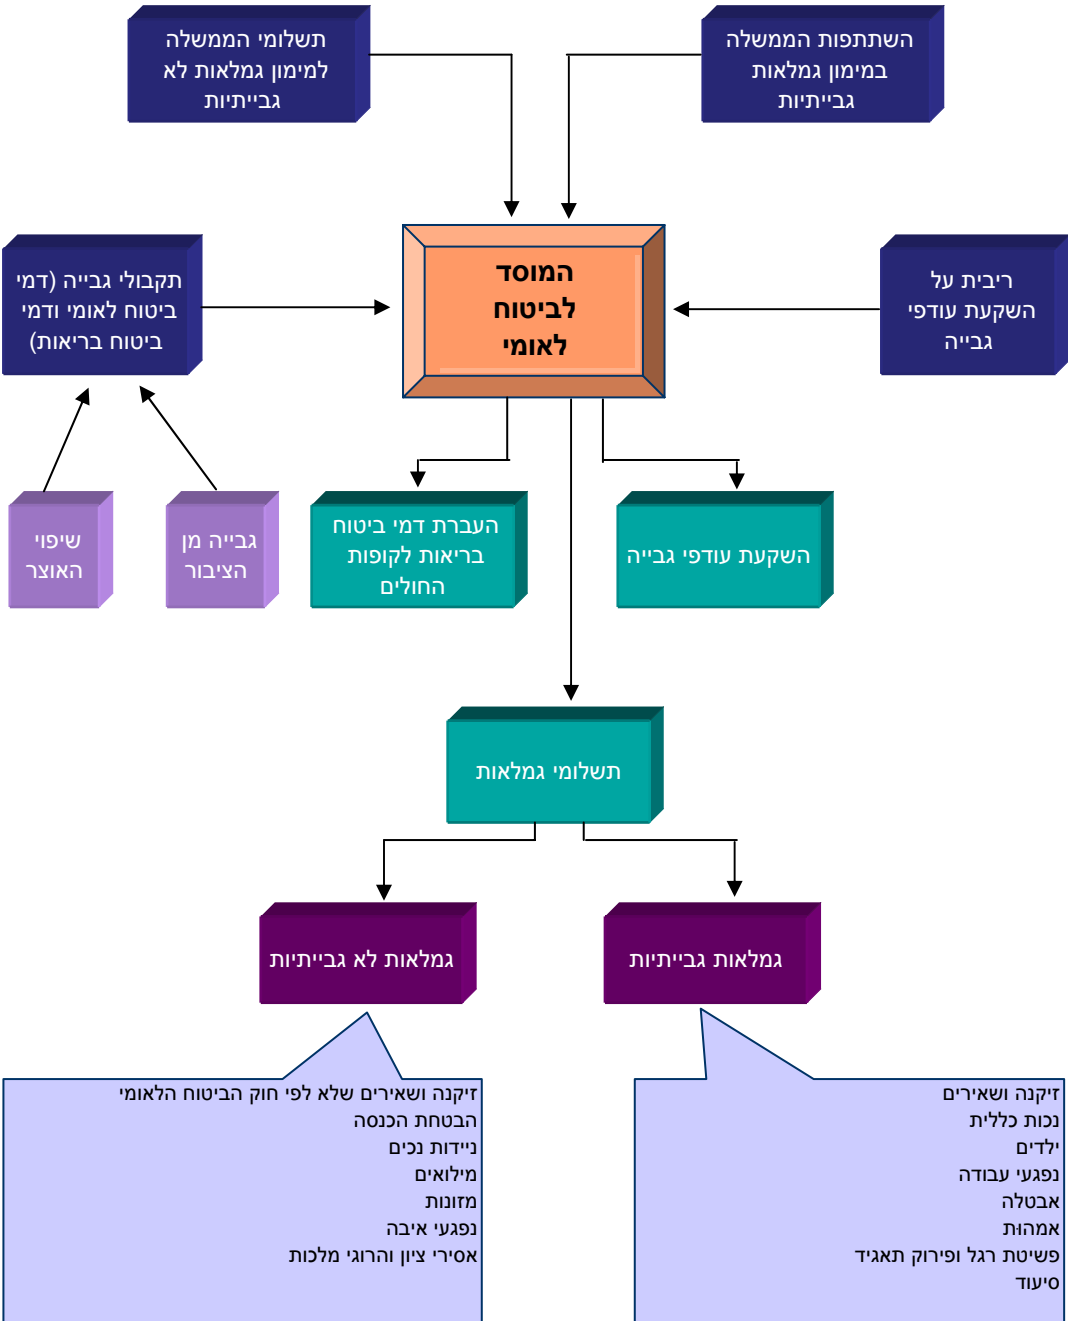 השתתפות הממשלה
במימון גמלאות
גבייתיות
תשלומי הממשלה
למימון גמלאות לא
גבייתיות
ריבית על
השקעת עודפי
גבייה
המוסד
לביטוח
לאומי
תקבולי גבייה (דמי
ביטוח לאומי ודמי
ביטוח בריאות)
השקעת עודפי גבייה
העברת דמי ביטוח
בריאות לקופות
החולים
גבייה מן
הציבור
שיפוי
האוצר
תשלומי גמלאות
גמלאות גבייתיות
גמלאות לא גבייתיות
זיקנה ושאירים
נכות כללית
ילדים
נפגעי עבודה
אבטלה
אמהוּת
פשיטת רגל ופירוק תאגיד
סיעוד
זיקנה ושאירים שלא לפי חוק הביטוח הלאומי
הבטחת הכנסה
ניידות נכים
מילואים
מזונות
נפגעי איבה
אסירי ציון והרוגי מלכות